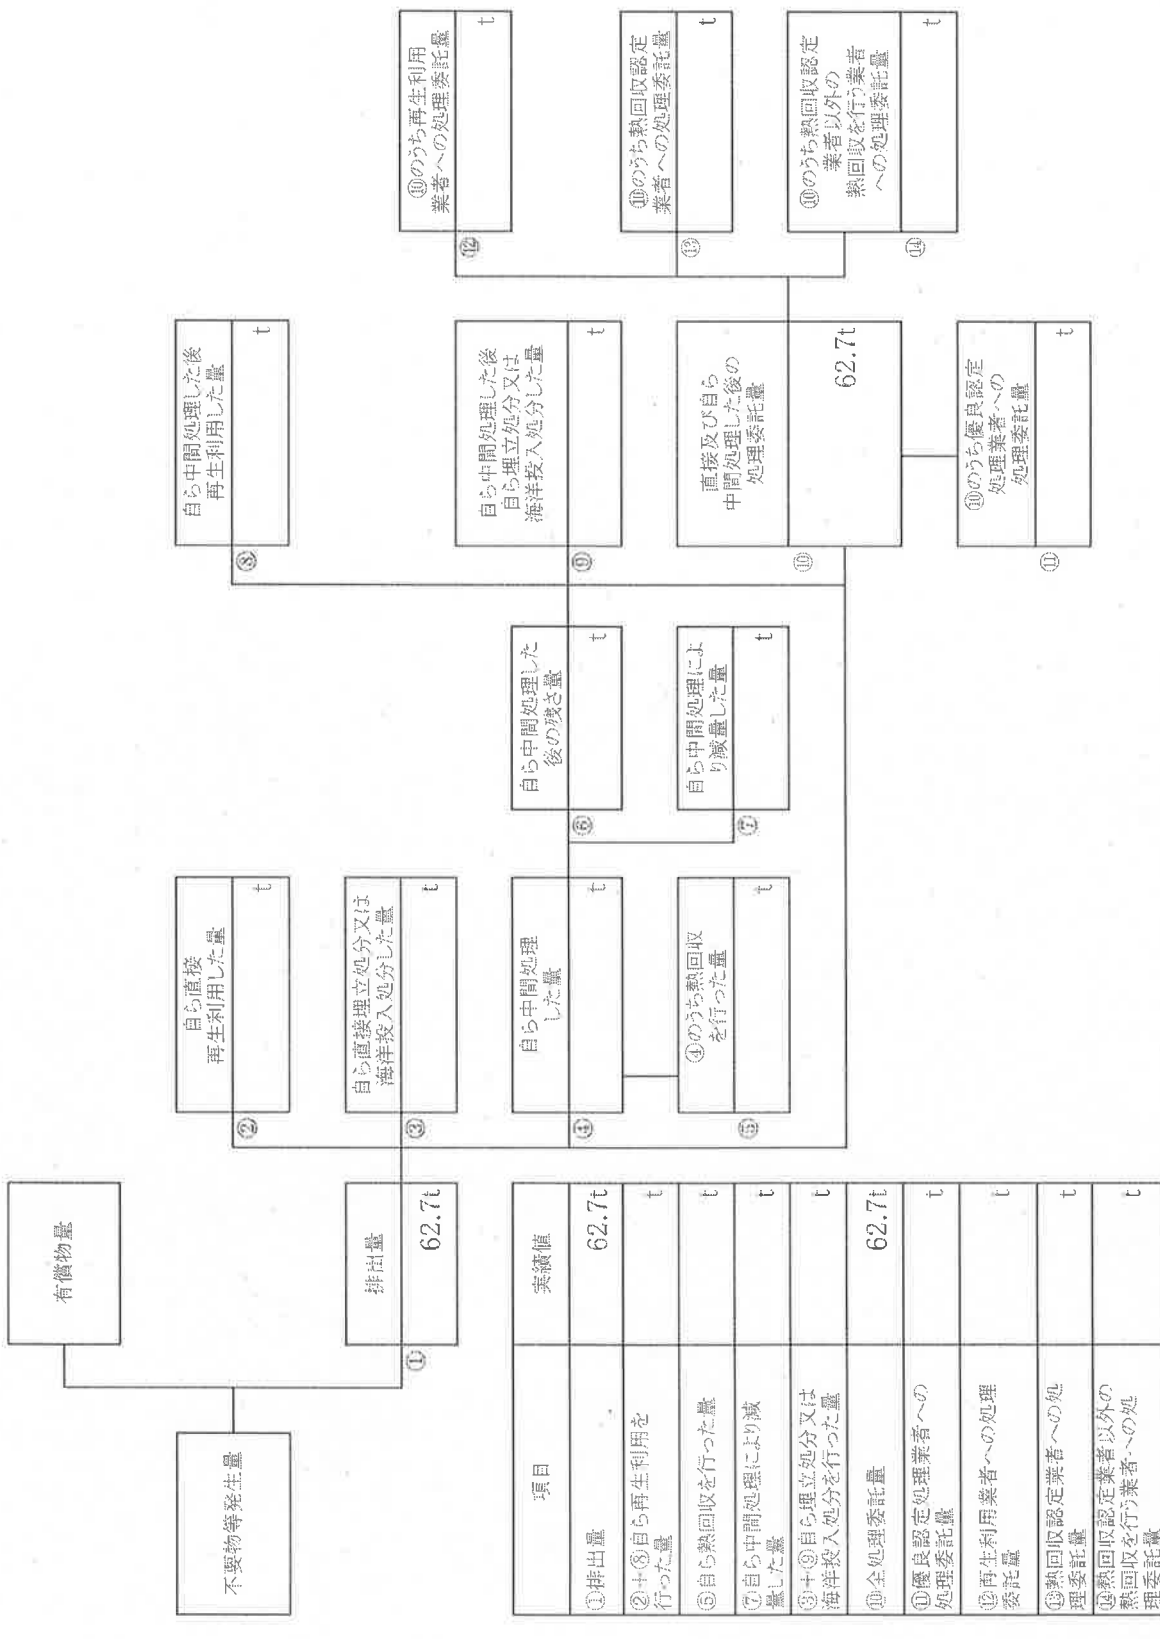 有償物量
不要物等発生量
排出量
①
62.7t
自ら直接
再生利用した量
②
t
自ら直接埋立処分又は
海洋投入処分した量
③
t
自ら中間処理
した量
④
t
④のうち熱回収
を行った量
⑤
t
自ら中間処理した
後の残さ量
⑥
t
自ら中間処理によ
り減量した量
⑦
t
自ら中間処理した後
再生利用した量
⑧
t
自ら中間処理した後
自ら埋立処分又は
海洋投入処分した量
⑨
t
直接及び自ら
中間処理した後の
処理委託量
⑩
62.7t
⑩のうち優良認定
処理業者への
処理委託量
⑪
t
⑩のうち再生利用
業者への処理委託量
⑫
t
⑩のうち熱回収認定
業者への処理委託量
⑬
t
⑩のうち熱回収認定
業者以外の
熱回収を行う業者
への処理委託量
⑭
t
項目 実績値
①排出量 62.7t
②+⑧自ら再生利用を
行った量 t
⑤自ら熱回収を行った量 t
⑦自ら中間処理により減
量した量 t
③+⑨自ら埋立処分又は
海洋投入処分を行った量 t
⑩全処理委託量 62.7t
⑪優良認定処理業者への
処理委託量 t
⑫再生利用業者への処理
委託量 t
⑬熱回収認定業者への処
理委託量 t
⑭熱回収認定業者以外の
熱回収を行う業者への処
理委託量 t